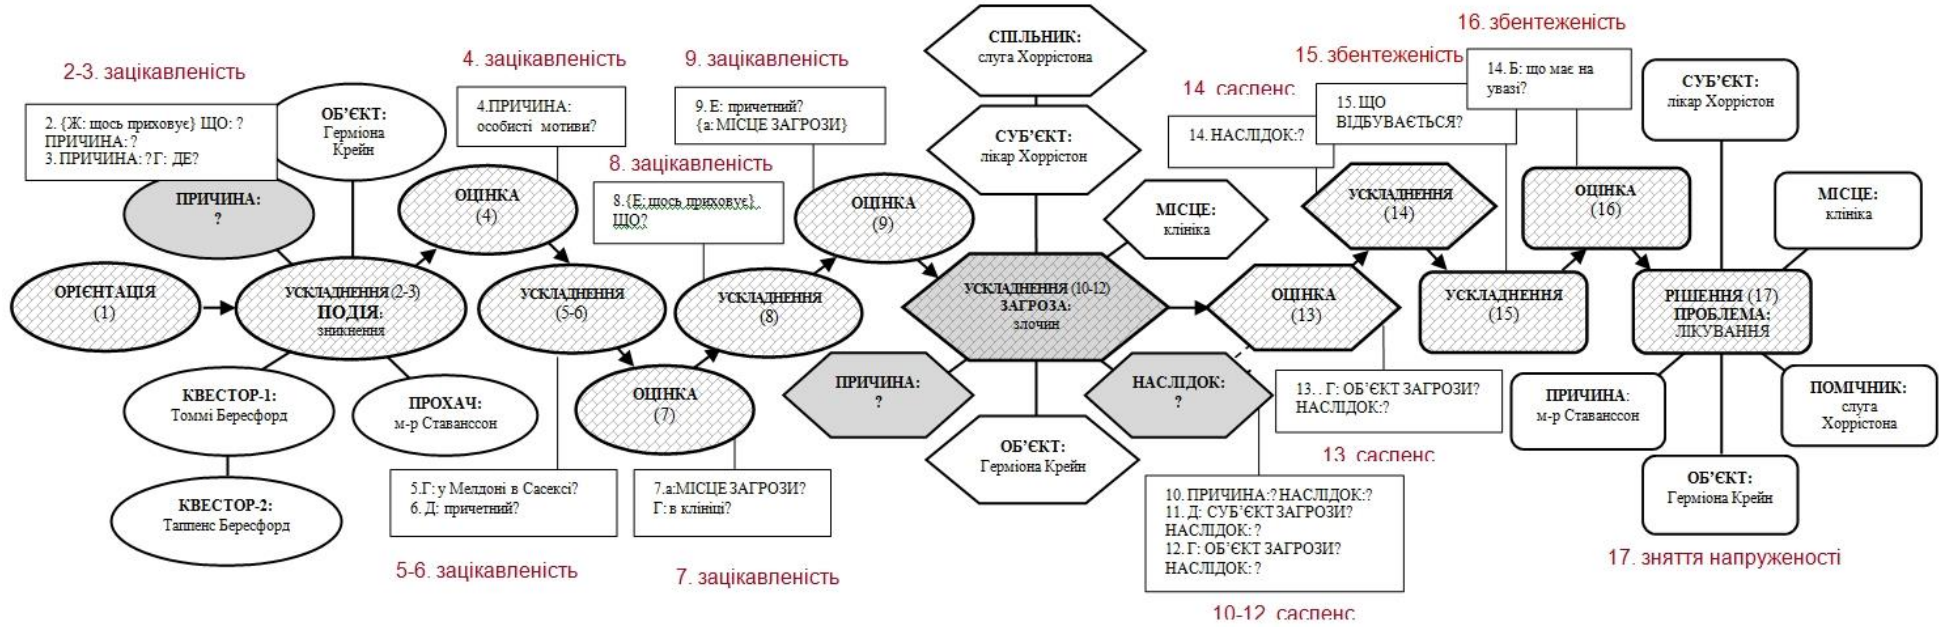 2-3. зацікавленість
2. {Ж: щось приховує} ЩО: ?
ПРИЧИНА: ?
3. ПРИЧИНА: ? Г: ДЕ?
ОБ’ЄКТ:
Герміона
Крейн
ПРИЧИНА:
?
ОРІЄНТАЦІЯ
(1)
УСКЛАДНЕННЯ (2-3)
ПОДІЯ:
зникнення
КВЕСТОР-1:
Томмі Бересфорд
КВЕСТОР-2:
Таппенс Бересфорд
ПРОХАЧ:
м-р Ставанссон
4. зацікавленість
4.ПРИЧИНА:
особисті мотиви?
ОЦІНКА
(4)
УСКЛАДНЕННЯ
(5-6)
5.Г: у Мелдоні в Сасексі?
6. Д: причетний?
5-6. зацікавленість
ОЦІНКА
(7)
7.а:МІСЦЕ ЗАГРОЗИ?
Г: в клініці?
7. зацікавленість
8. зацікавленість
8.{Е: щось приховує}
ЩО?
УСКЛАДНЕННЯ
(8)
9. зацікавленість
9. Е: причетний?
{а: МІСЦЕ ЗАГРОЗИ}
ОЦІНКА
(9)
СПІЛЬНИК:
слуга Хоррістона
СУБ’ЄКТ:
лікар Хоррістон
МІСЦЕ:
клініка
УСКЛАДНЕННЯ (10-12)
ЗАГРОЗА:
злочин
ПРИЧИНА:
?
НАСЛІДОК:
?
ОБ’ЄКТ:
Герміона Крейн
10. ПРИЧИНА:? НАСЛІДОК:?
11. Д: СУБ’ЄКТ ЗАГРОЗИ?
НАСЛІДОК: ?
12. Г: ОБ’ЄКТ ЗАГРОЗИ?
НАСЛІДОК: ?
10-12 саспенс
ОЦІНКА
(13)
13. . Г: ОБ’ЄКТ ЗАГРОЗИ?
НАСЛІДОК:?
13 саспенс
14 саспенс
14. НАСЛІДОК:?
УСКЛАДНЕННЯ
(14)
15. збентеженість
15. ЩО
ВІДБУВАЄТЬСЯ?
УСКЛАДНЕННЯ
(15)
16. збентеженість
14. Б: що має на
увазі?
ОЦІНКА
(16)
СУБ’ЄКТ:
лікар Хоррістон
МІСЦЕ:
клініка
РІШЕННЯ (17)
ПРОБЛЕМА:
ЛІКУВАННЯ
ПРИЧИНА:
м-р Ставанссон
ПОМІЧНИК:
слуга
Хоррістона
ОБ’ЄКТ:
Герміона Крейн
17. зняття напруженості